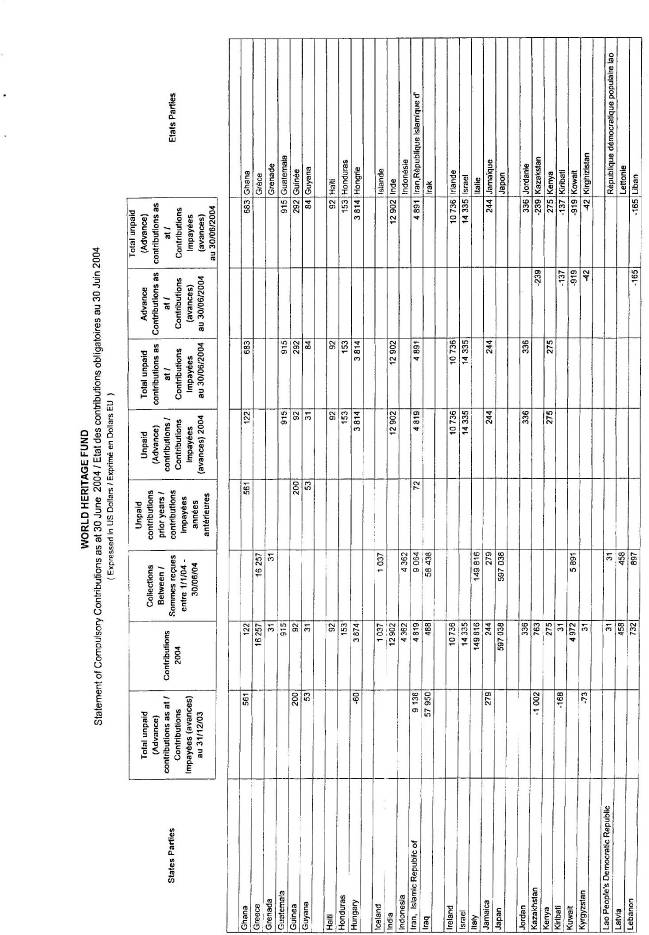 WORLD HERITAGE FUND
Statement of Compulsory Contributions as at 30 June 2004 / Etat des contributions obligatoires au 30 Juin 2004
( Expressed in US Dollars / Exprimé en Dollars EU )
States Parties
Total unpaid (Advance) contributions as at / Contributions Impayées (avances) au 31/12/03
Contributions 2004
Collections Between / Sommes reçues entre 1/1/04 - 30/06/04
Unpaid contributions prior years / contributions Impayées années antérieures
Unpaid (Advance) contributions / Contributions Impayées (avances) 2004
Total unpaid contributions as at / Contributions Impayées au 30/06/2004
Advance Contributions as at / Contributions (avances) au 30/06/2004
Total unpaid (Advance) contributions as at / Contributions Impayées (avances) au 30/06/2004
Etats Parties
Ghana 561 122 561 122 683 683 Ghana
Greece 16 257 16 257 Grèce
Grenada 31 31 Grenade
Guatemala 915 915 915 915 Guatemala
Guinea 200 92 200 92 292 292 Guinée
Guyana 53 31 53 31 84 84 Guyana
Haiti 92 92 92 92 Haïti
Honduras 153 153 153 153 Honduras
Hungary -60 3 874 3 814 3 814 3 814 Hongrie
Iceland 1 037 1 037 Islande
India 12 902 12 902 12 902 12 902 Inde
Indonesia 4 362 4 362 Indonésie
Iran, Islamic Republic of 9 136 4 819 9 064 72 4 819 4 891 4 891 Iran,République Islamique d'
Iraq 57 950 488 58 438 Irak
Ireland 10 736 10 736 10 736 10 736 Irlande
Israel 14 335 14 335 14 335 14 335 Israel
Italy 149 816 149 816 Italie
Jamaica 279 244 279 244 244 244 Jamaïque
Japan 597 038 597 038 Japon
Jordan 336 336 336 336 Jordanie
Kazakhstan -1 002 763 -239 -239 Kazakstan
Kenya 275 275 275 275 Kenya
Kiribati -168 31 -137 -137 Kiribati
Kuwait 4 972 5 891 -919 -919 Koweit
Kyrgyzstan -73 31 -42 -42 Kirghizistan
Lao People's Democratic Republic 31 31 République démocratique populaire lao
Latvia 458 458 Lettonie
Lebanon 732 897 -165 -165 Liban